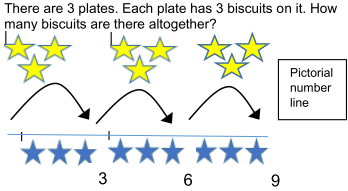 There are 3 plates. Each plate has 3 biscuits on it. How
many biscuits are there altogether?
Pictorial
number
line
3 6 9